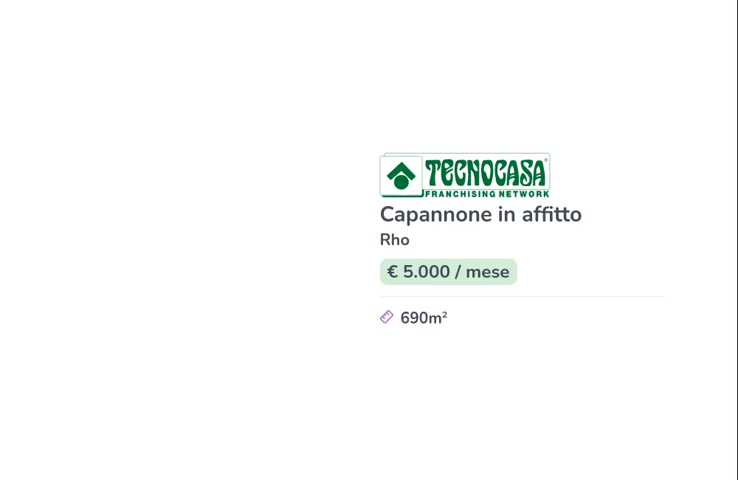 TECNOCASA
FRANCHISING NETWORK
Capannone in affitto
Rho
€ 5.000 / mese
690m²